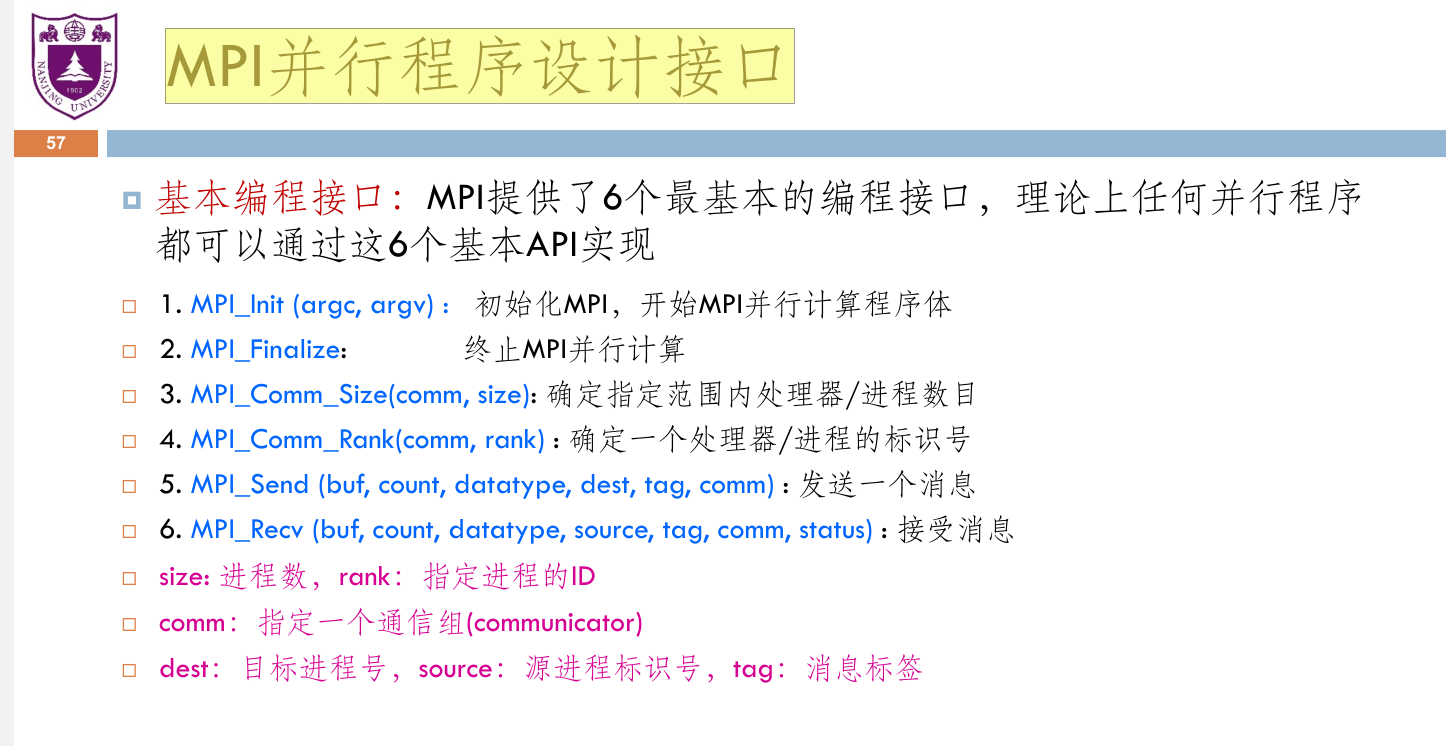 NANJING UNIVERSITY
1902
MPI并行程序设计接口
57
基本编程接口：MPI提供了6个最基本的编程接口，理论上任何并行程序
都可以通过这6个基本API实现
1. MPI_Init (argc, argv)： 初始化MPI，开始MPI并行计算程序体
2. MPI_Finalize： 终止MPI并行计算
3. MPI_Comm_Size(comm, size): 确定指定范围内处理器/进程数目
4. MPI_Comm_Rank(comm, rank) : 确定一个处理器/进程的标识号
5. MPI_Send (buf, count, datatype, dest, tag, comm) : 发送一个消息
6. MPI_Recv (buf, count, datatype, source, tag, comm, status) : 接受消息
size: 进程数，rank： 指定进程的ID
comm： 指定一个通信组(communicator)
dest： 目标进程号，source： 源进程标识号，tag： 消息标签